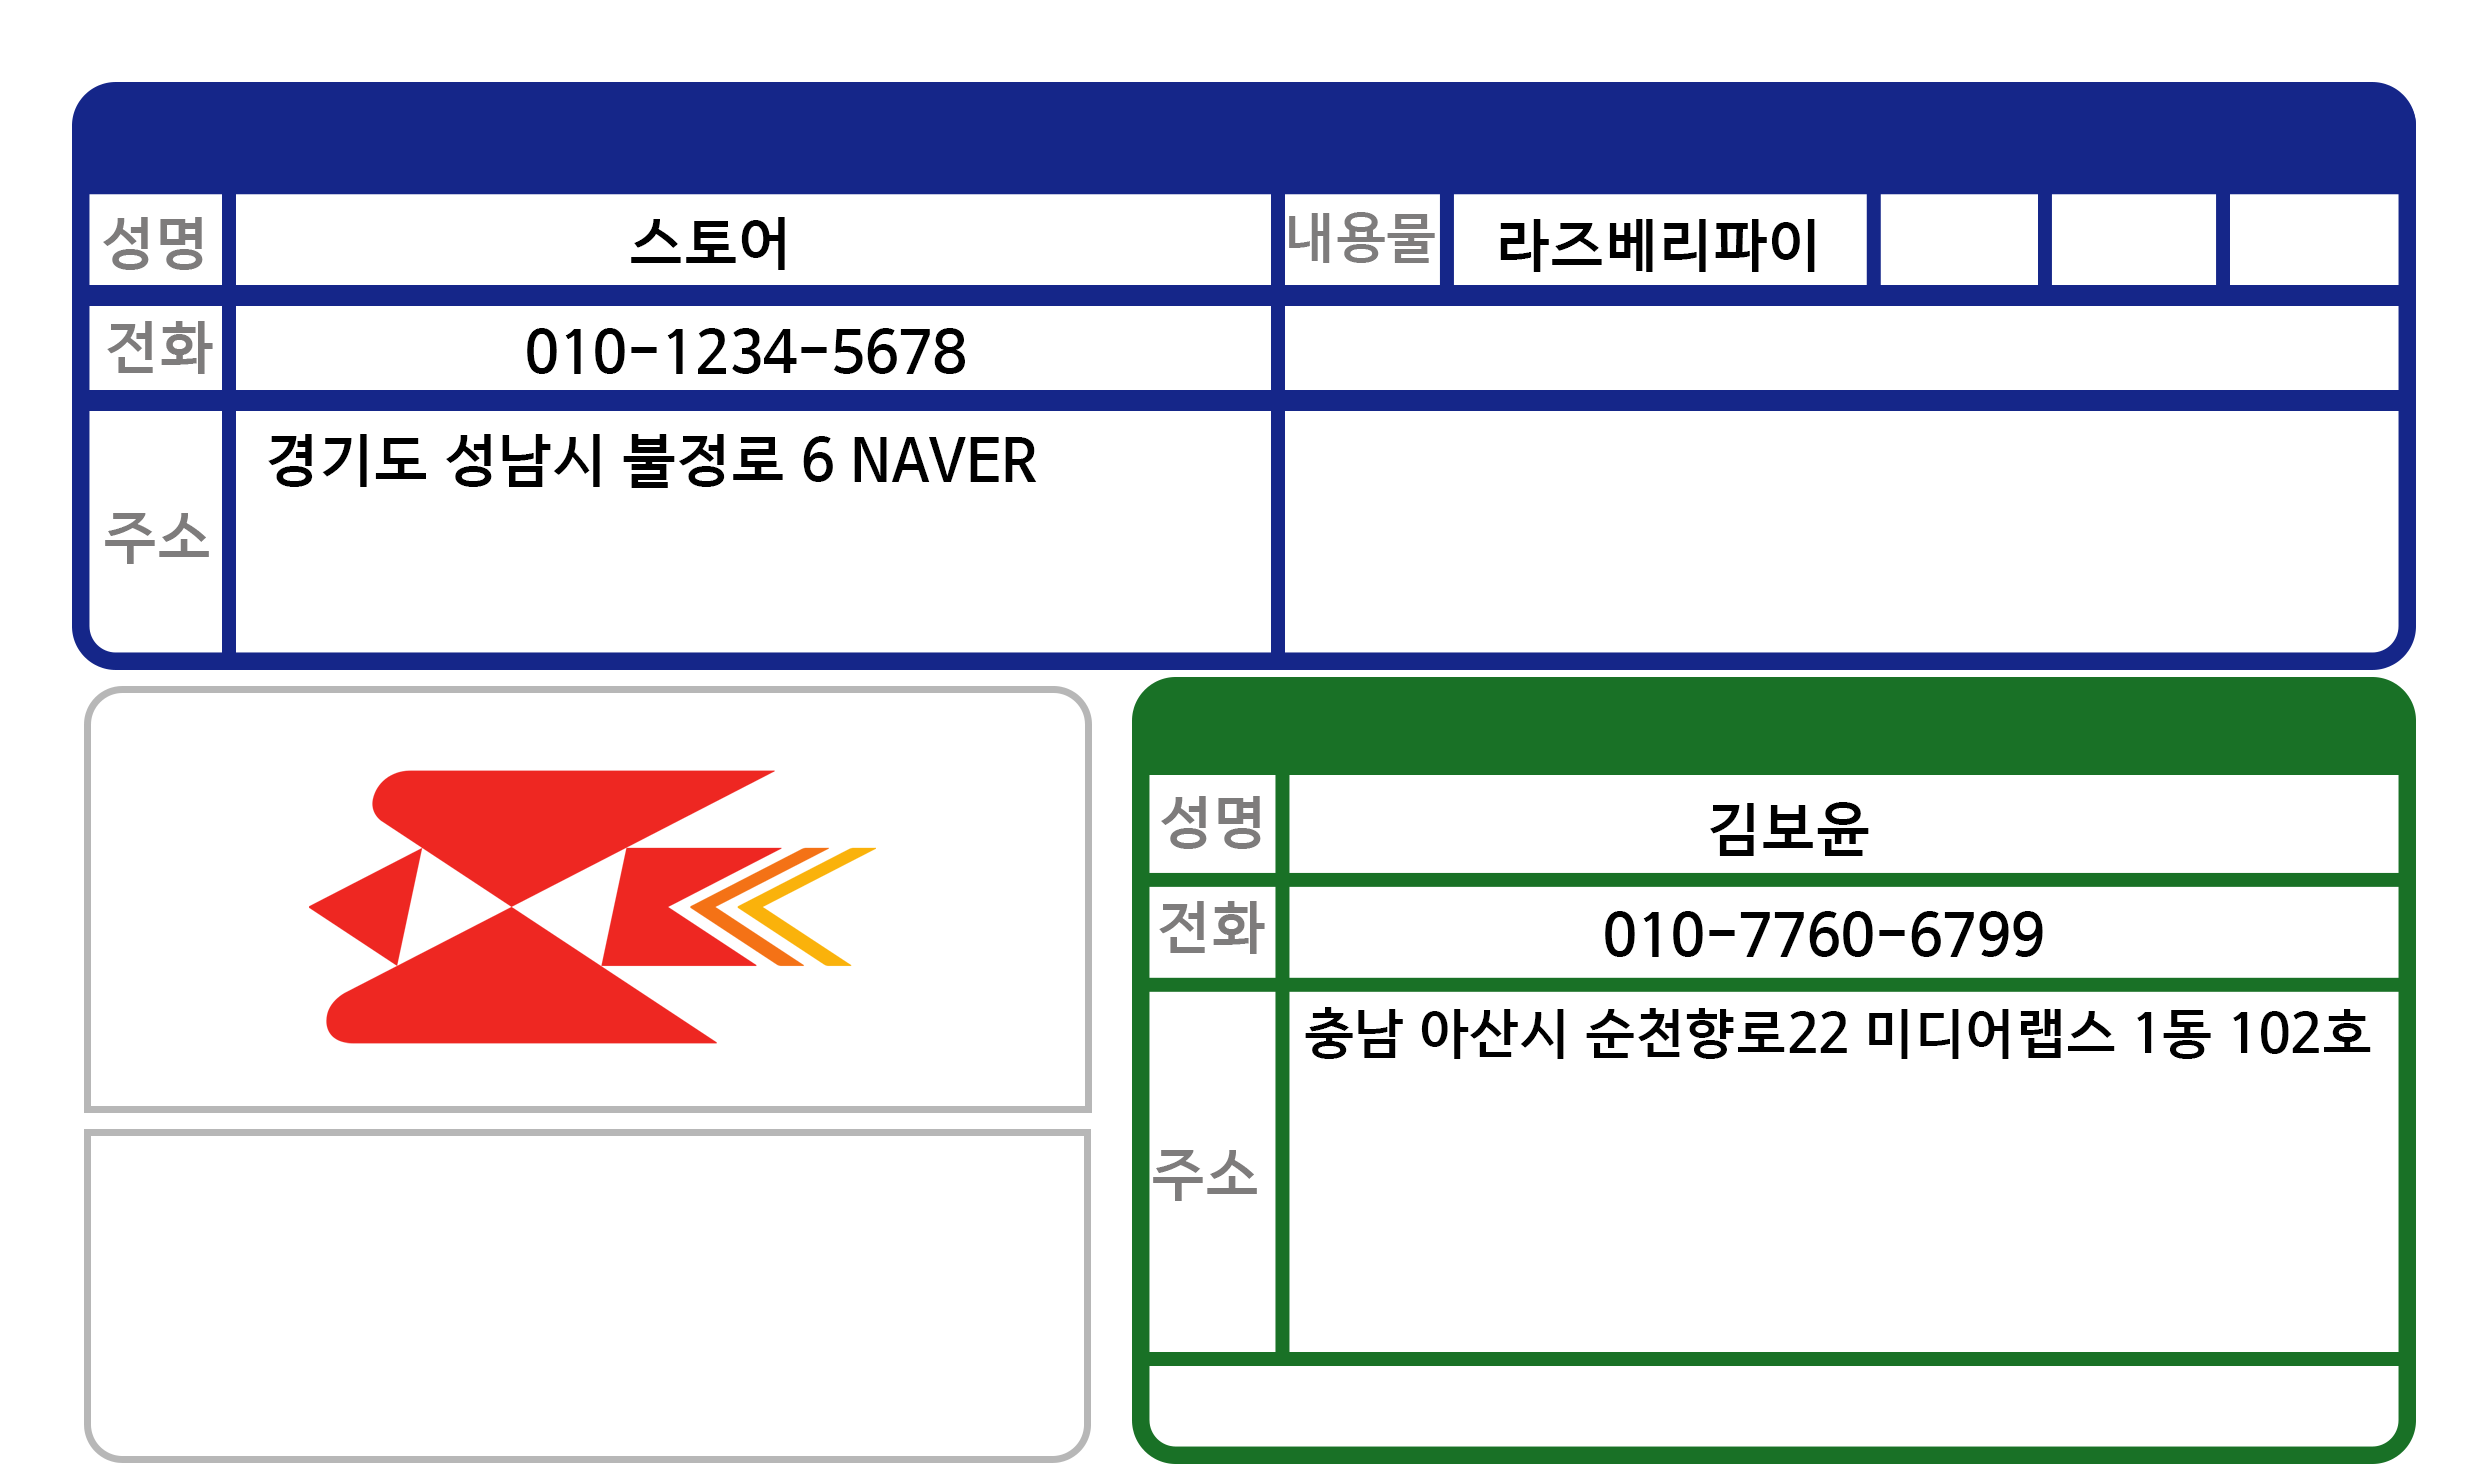 성명 스토어 내용물 라즈베리파이
전화 010-1234-5678
주소 경기도 성남시 불정로 6 NAVER
성명 김보윤
전화 010-7760-6799
주소 충남 아산시 순천향로22 미디어랩스 1동 102호